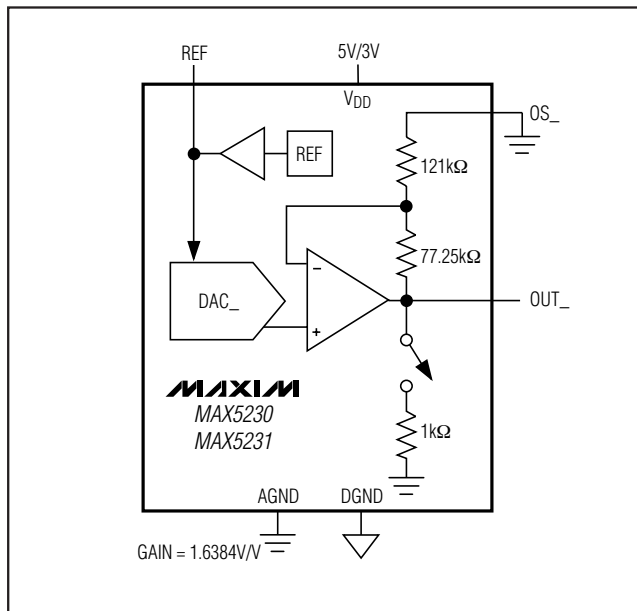 REF
5V/3V
VDD
OS_
REF
121kΩ
77.25kΩ
−
+
DAC_
OUT_
MAXIM
MAX5230
MAX5231
1kΩ
AGND
DGND
GAIN = 1.6384V/V